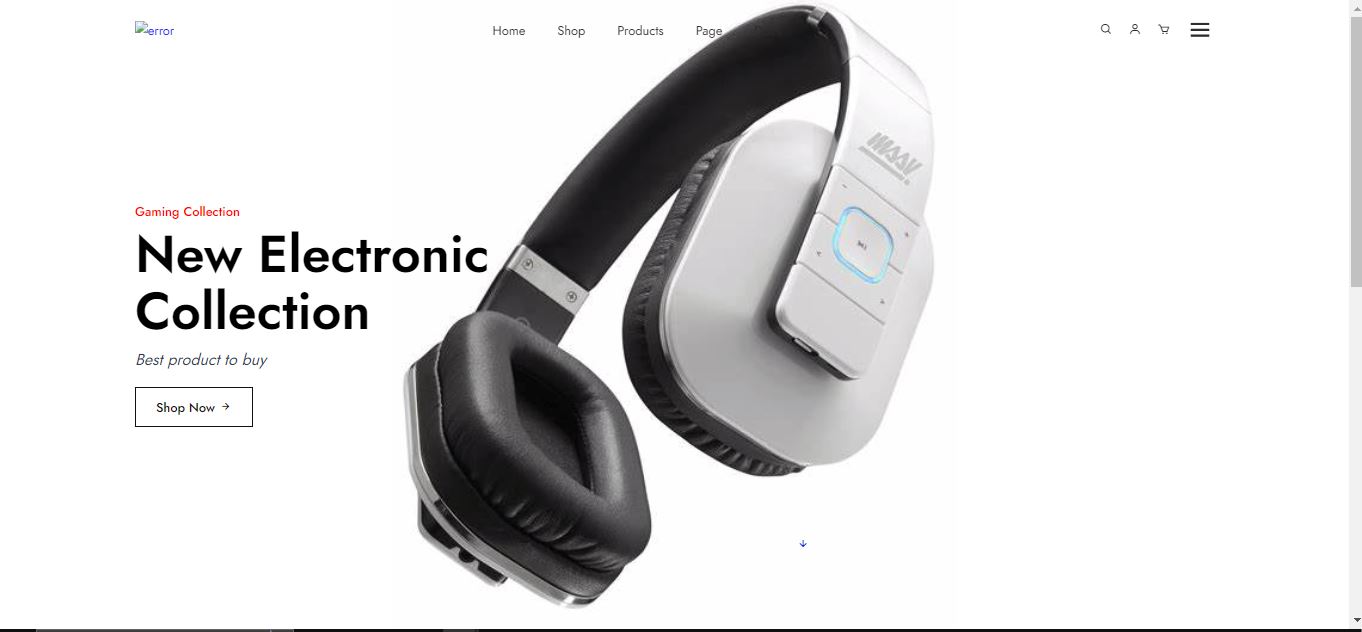 error
Home
Shop
Products
Page
Gaming Collection
New Electronic
Collection
Best product to buy
Shop Now →